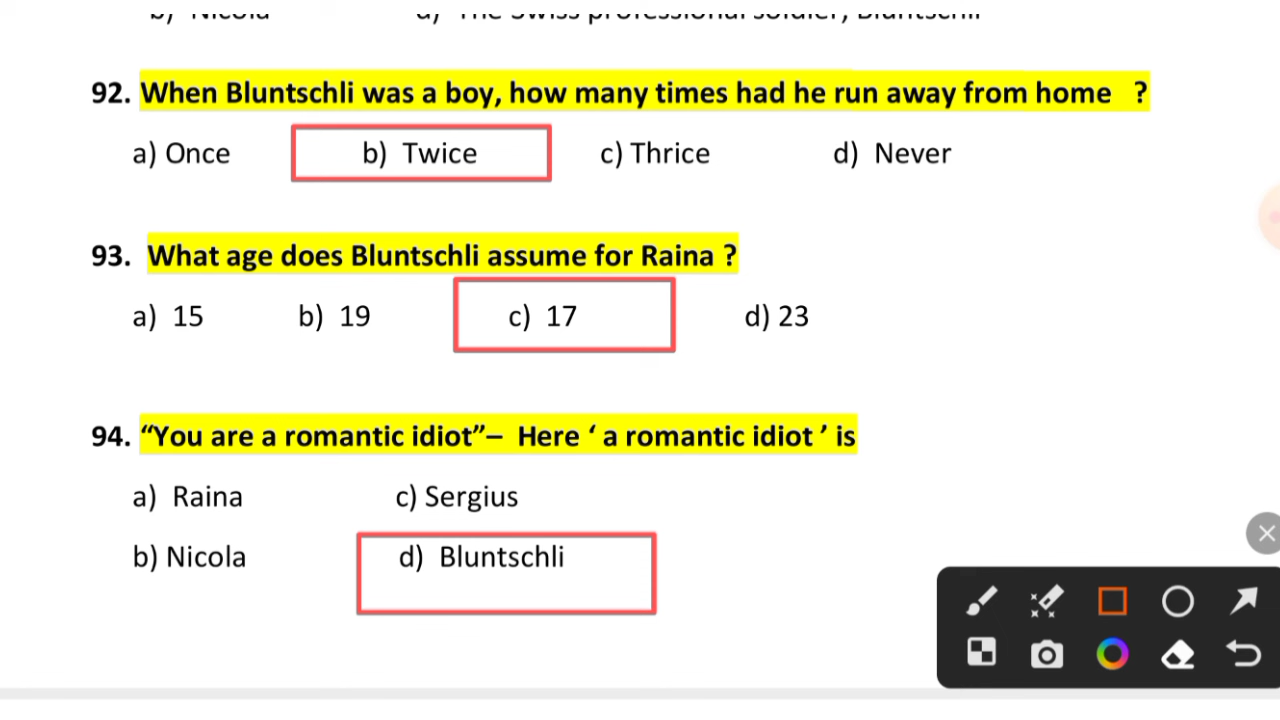 92. When Bluntschli was a boy, how many times had he run away from home ?
a) Once b) Twice c) Thrice d) Never
93. What age does Bluntschli assume for Raina ?
a) 15 b) 19 c) 17 d) 23
94. “You are a romantic idiot”– Here ‘ a romantic idiot ’ is
a) Raina c) Sergius
b) Nicola d) Bluntschli